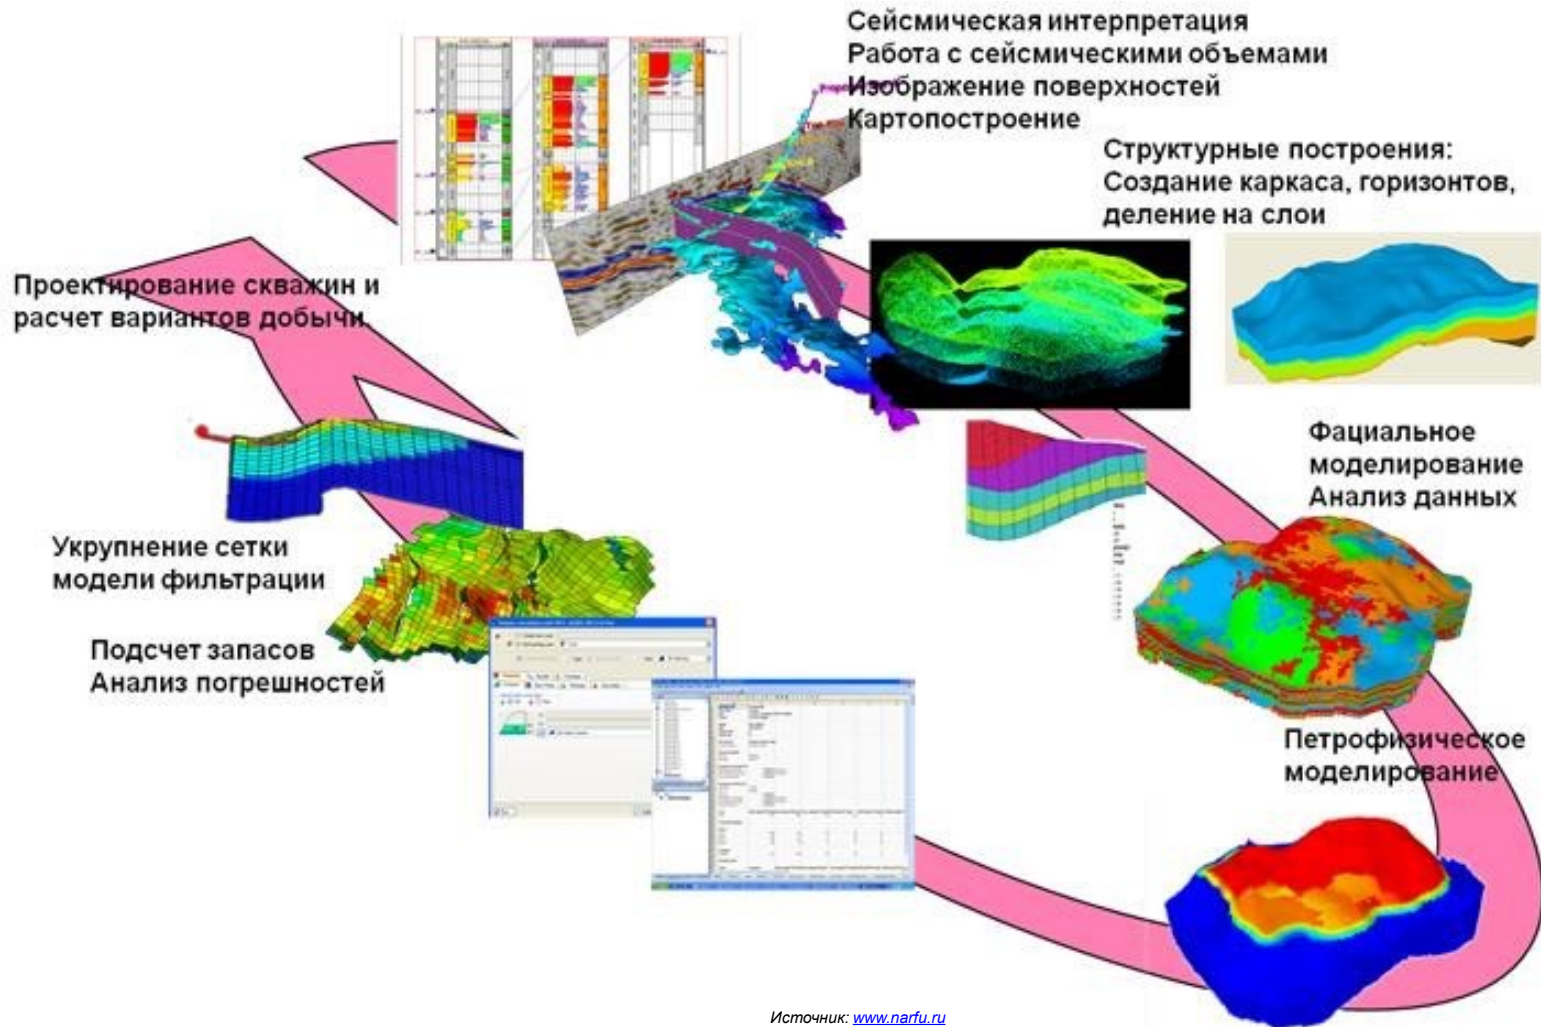 Сейсмическая интерпретация
Работа с сейсмическими объемами
Изображение поверхностей
Картопостроение
Структурные построения:
Создание каркаса, горизонтов,
деление на слои
Проектирование скважин и
расчет вариантов добычи
Фациальное
моделирование
Анализ данных
Укрупнение сетки
модели фильтрации
Подсчет запасов
Анализ погрешностей
Петрофизическое
моделирование
Источник: www.narfu.ru